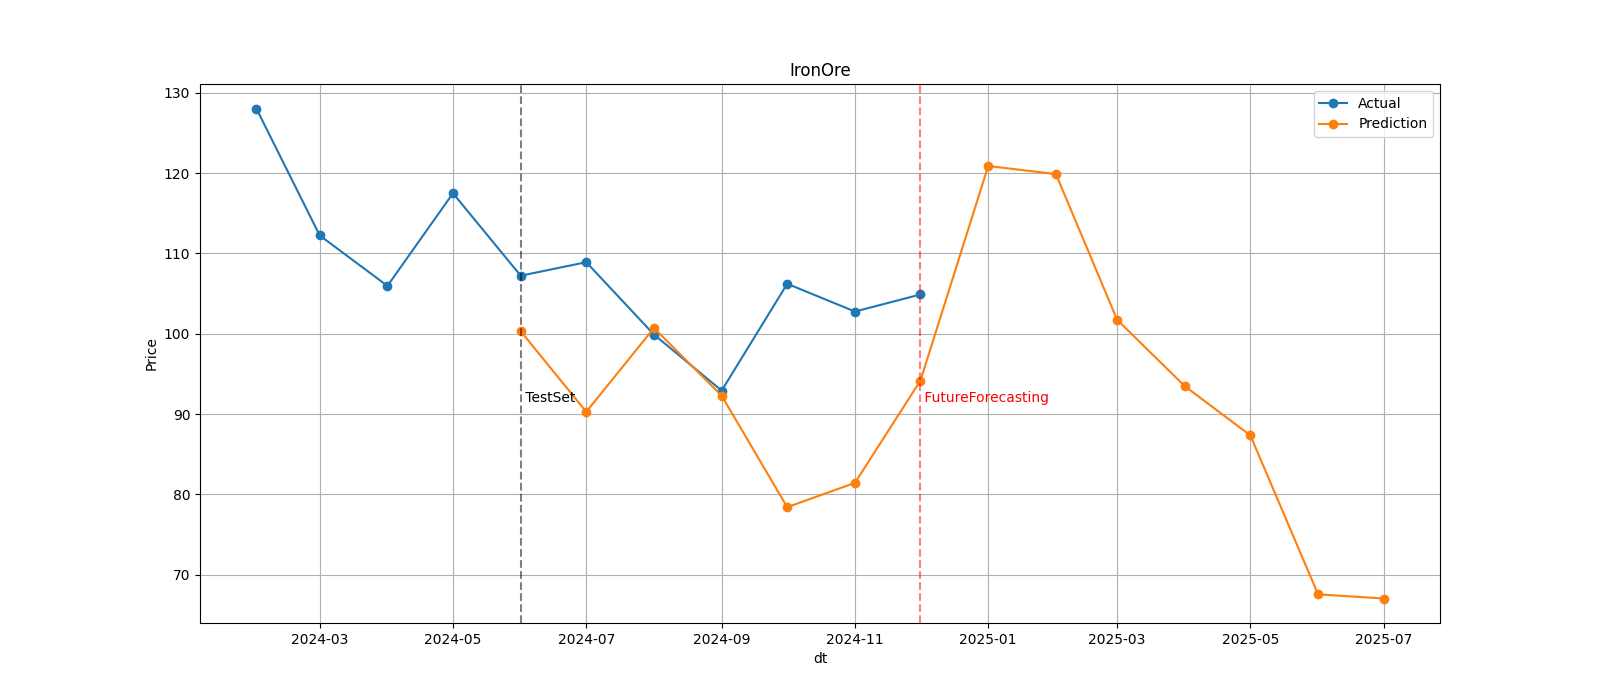 IronOre
130
120
110
100
90
80
70
Price
Actual
Prediction
TestSet
FutureForecasting
2024-03
2024-05
2024-07
2024-09
2024-11
2025-01
2025-03
2025-05
2025-07
dt